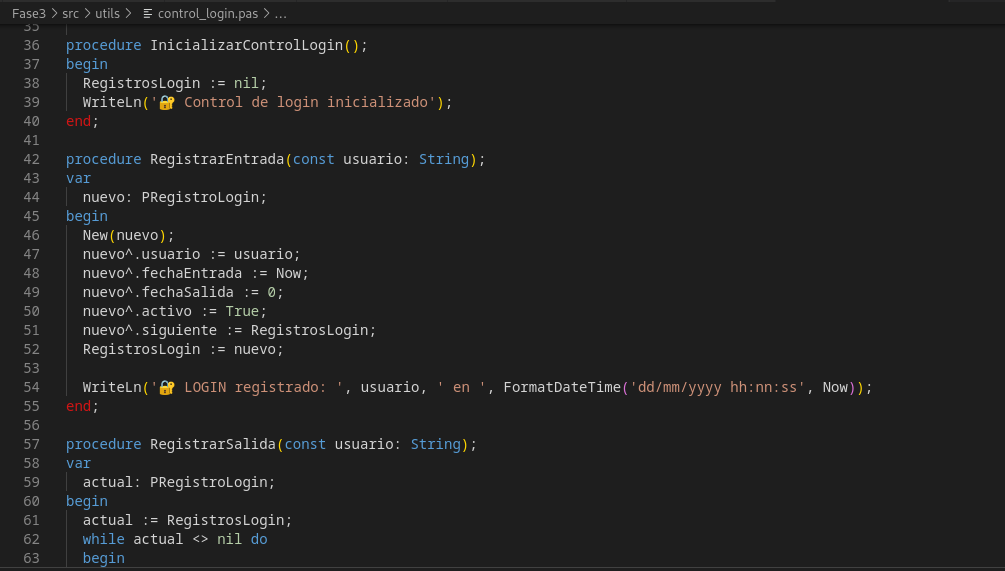 Fase3 > src > utils > control_login.pas > ...
35
36 procedure InicializarControlLogin();
37 begin
38 RegistrosLogin := nil;
39 WriteLn('🔐 Control de login inicializado');
40 end;
41
42 procedure RegistrarEntrada(const usuario: String);
43 var
44 nuevo: PRegistroLogin;
45 begin
46 New(nuevo);
47 nuevo^.usuario := usuario;
48 nuevo^.fechaEntrada := Now;
49 nuevo^.fechaSalida := 0;
50 nuevo^.activo := True;
51 nuevo^.siguiente := RegistrosLogin;
52 RegistrosLogin := nuevo;
53
54 WriteLn('🔐 LOGIN registrado: ', usuario, ' en ', FormatDateTime('dd/mm/yyyy hh:nn:ss', Now));
55 end;
56
57 procedure RegistrarSalida(const usuario: String);
58 var
59 actual: PRegistroLogin;
60 begin
61 actual := RegistrosLogin;
62 while actual <> nil do
63 begin